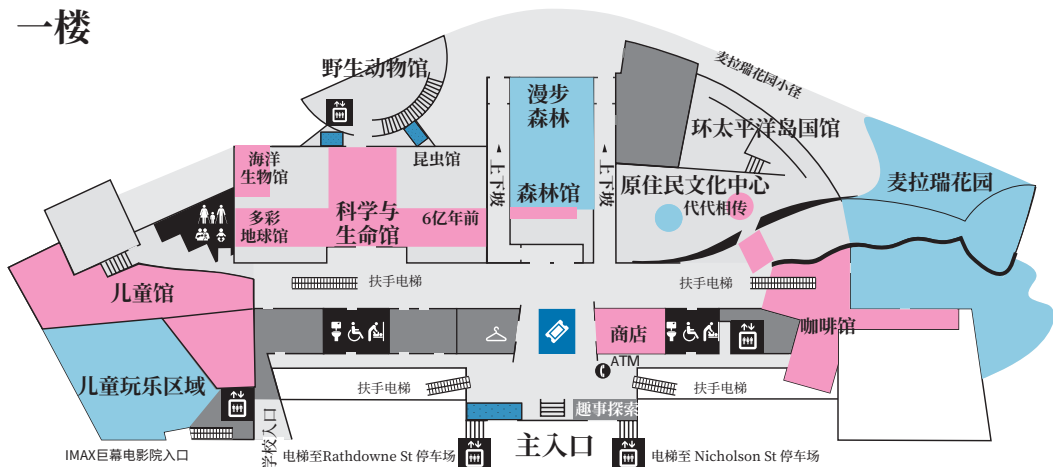 一楼
野生动物馆
麦拉瑞花园小径
漫步
森林
环太平洋岛国馆
海洋
生物馆
昆虫馆
上下坡
上下坡
森林馆
原住民文化中心
代代相传
麦拉瑞花园
多彩
地球馆
科学与
生命馆
6亿年前
儿童馆
扶手电梯
扶手电梯
商店
咖啡馆
ATM
儿童玩乐区域
扶手电梯
扶手电梯
趣事探索
学校入口
主入口
IMAX巨幕电影院入口
电梯至Rathdowne St 停车场
电梯至 Nicholson St 停车场